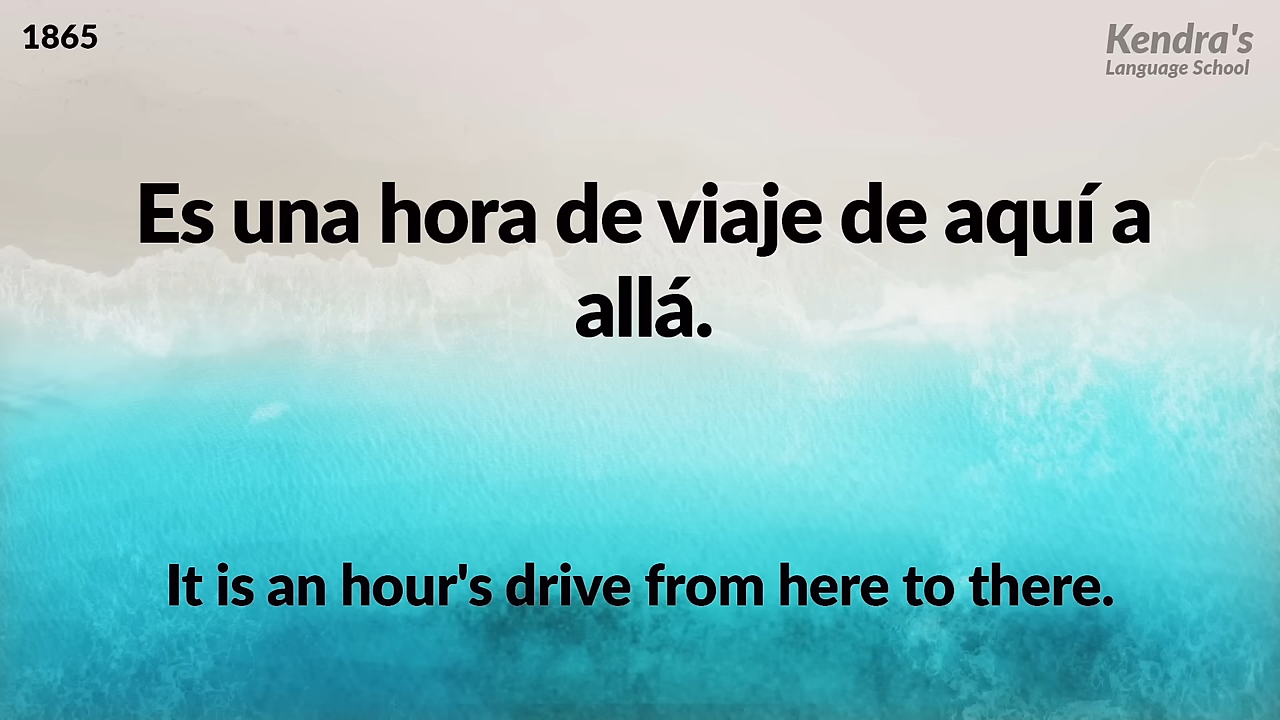 1865
Kendra's
Language School
Es una hora de viaje de aquí a
allá.
It is an hour's drive from here to there.